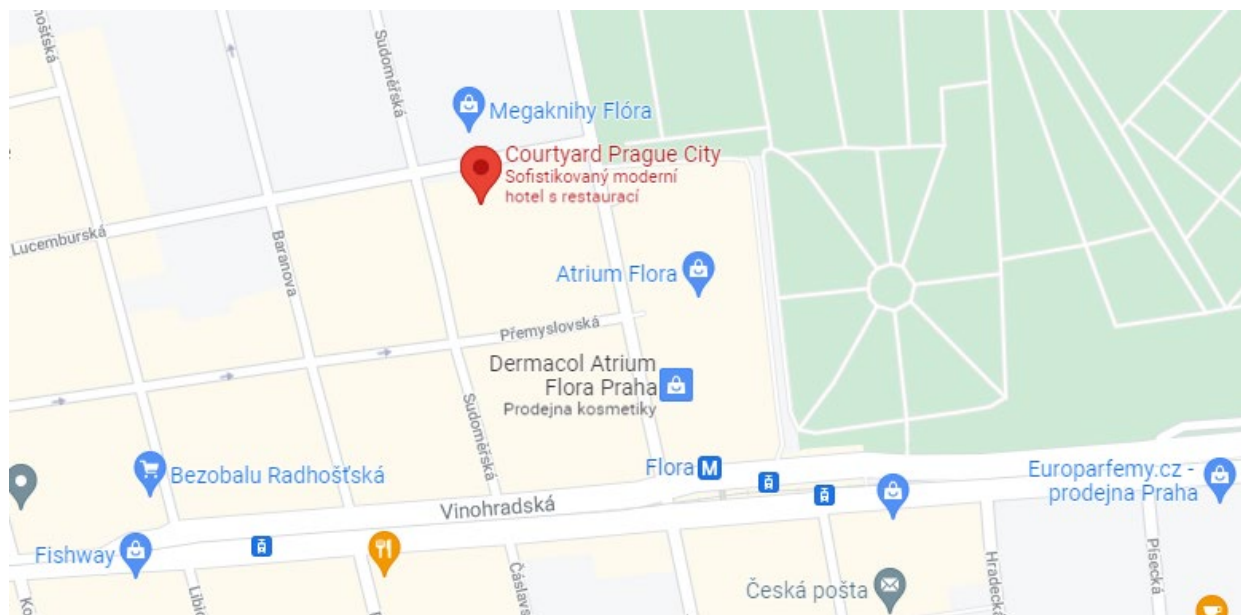 Sudoměřská
Megaknihy Flóra
Courtyard Prague City
Sofistikovaný moderní
hotel s restaurací
Lucemburská
Baranova
Atrium Flora
Přemyslovská
Dermacol Atrium
Flora Praha
Prodejna kosmetiky
Sudoměřská
Bezobalu Radhošťská
Flora M
Europarfemy.cz -
prodejna Praha
Vinohradská
Fishway
Česká pošta
Hradecká
Písecká